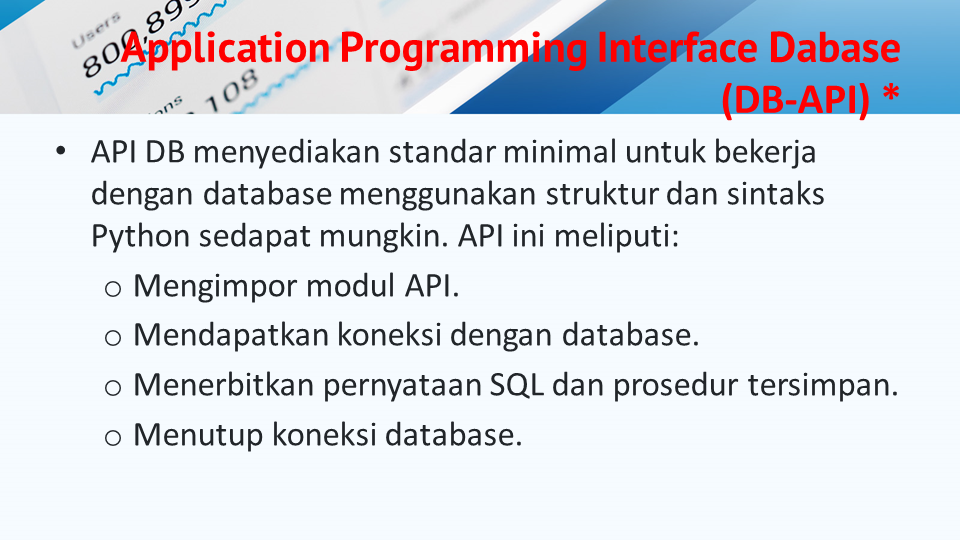 Users
800,899
108
Application Programming Interface Dabase
(DB-API) *
• API DB menyediakan standar minimal untuk bekerja
dengan database menggunakan struktur dan sintaks
Python sedapat mungkin. API ini meliputi:
o Mengimpor modul API.
o Mendapatkan koneksi dengan database.
o Menerbitkan pernyataan SQL dan prosedur tersimpan.
o Menutup koneksi database.